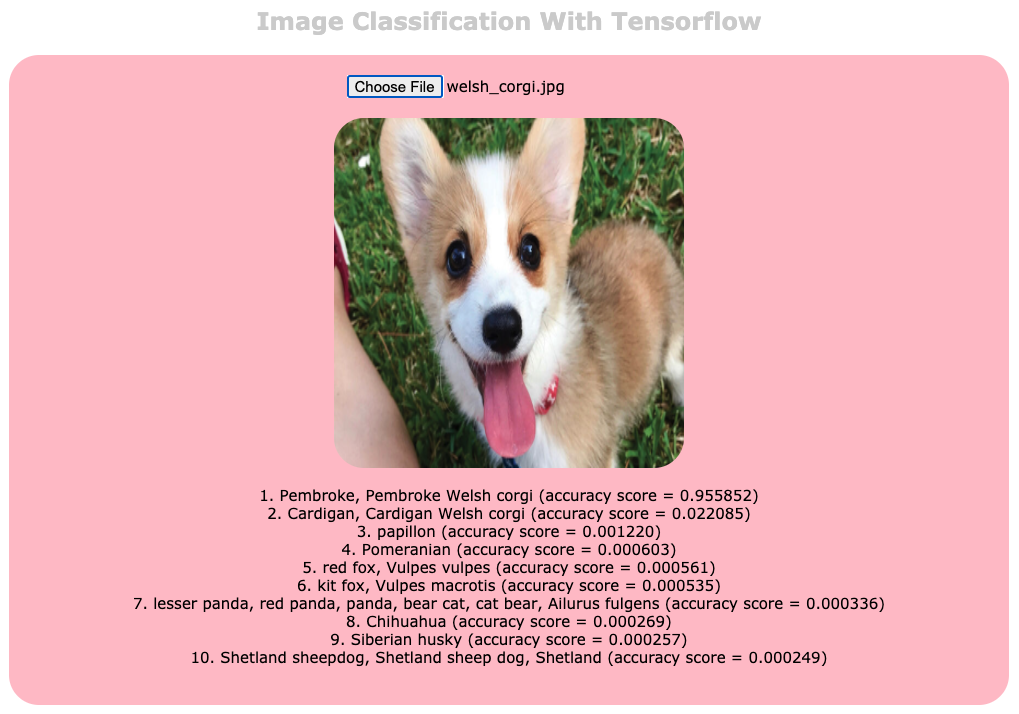 Image Classification With Tensorflow
Choose File welsh_corgi.jpg
1. Pembroke, Pembroke Welsh corgi (accuracy score = 0.955852)
2. Cardigan, Cardigan Welsh corgi (accuracy score = 0.022085)
3. papillon (accuracy score = 0.001220)
4. Pomeranian (accuracy score = 0.000603)
5. red fox, Vulpes vulpes (accuracy score = 0.000561)
6. kit fox, Vulpes macrotis (accuracy score = 0.000535)
7. lesser panda, red panda, panda, bear cat, cat bear, Ailurus fulgens (accuracy score = 0.000336)
8. Chihuahua (accuracy score = 0.000269)
9. Siberian husky (accuracy score = 0.000257)
10. Shetland sheepdog, Shetland sheep dog, Shetland (accuracy score = 0.000249)